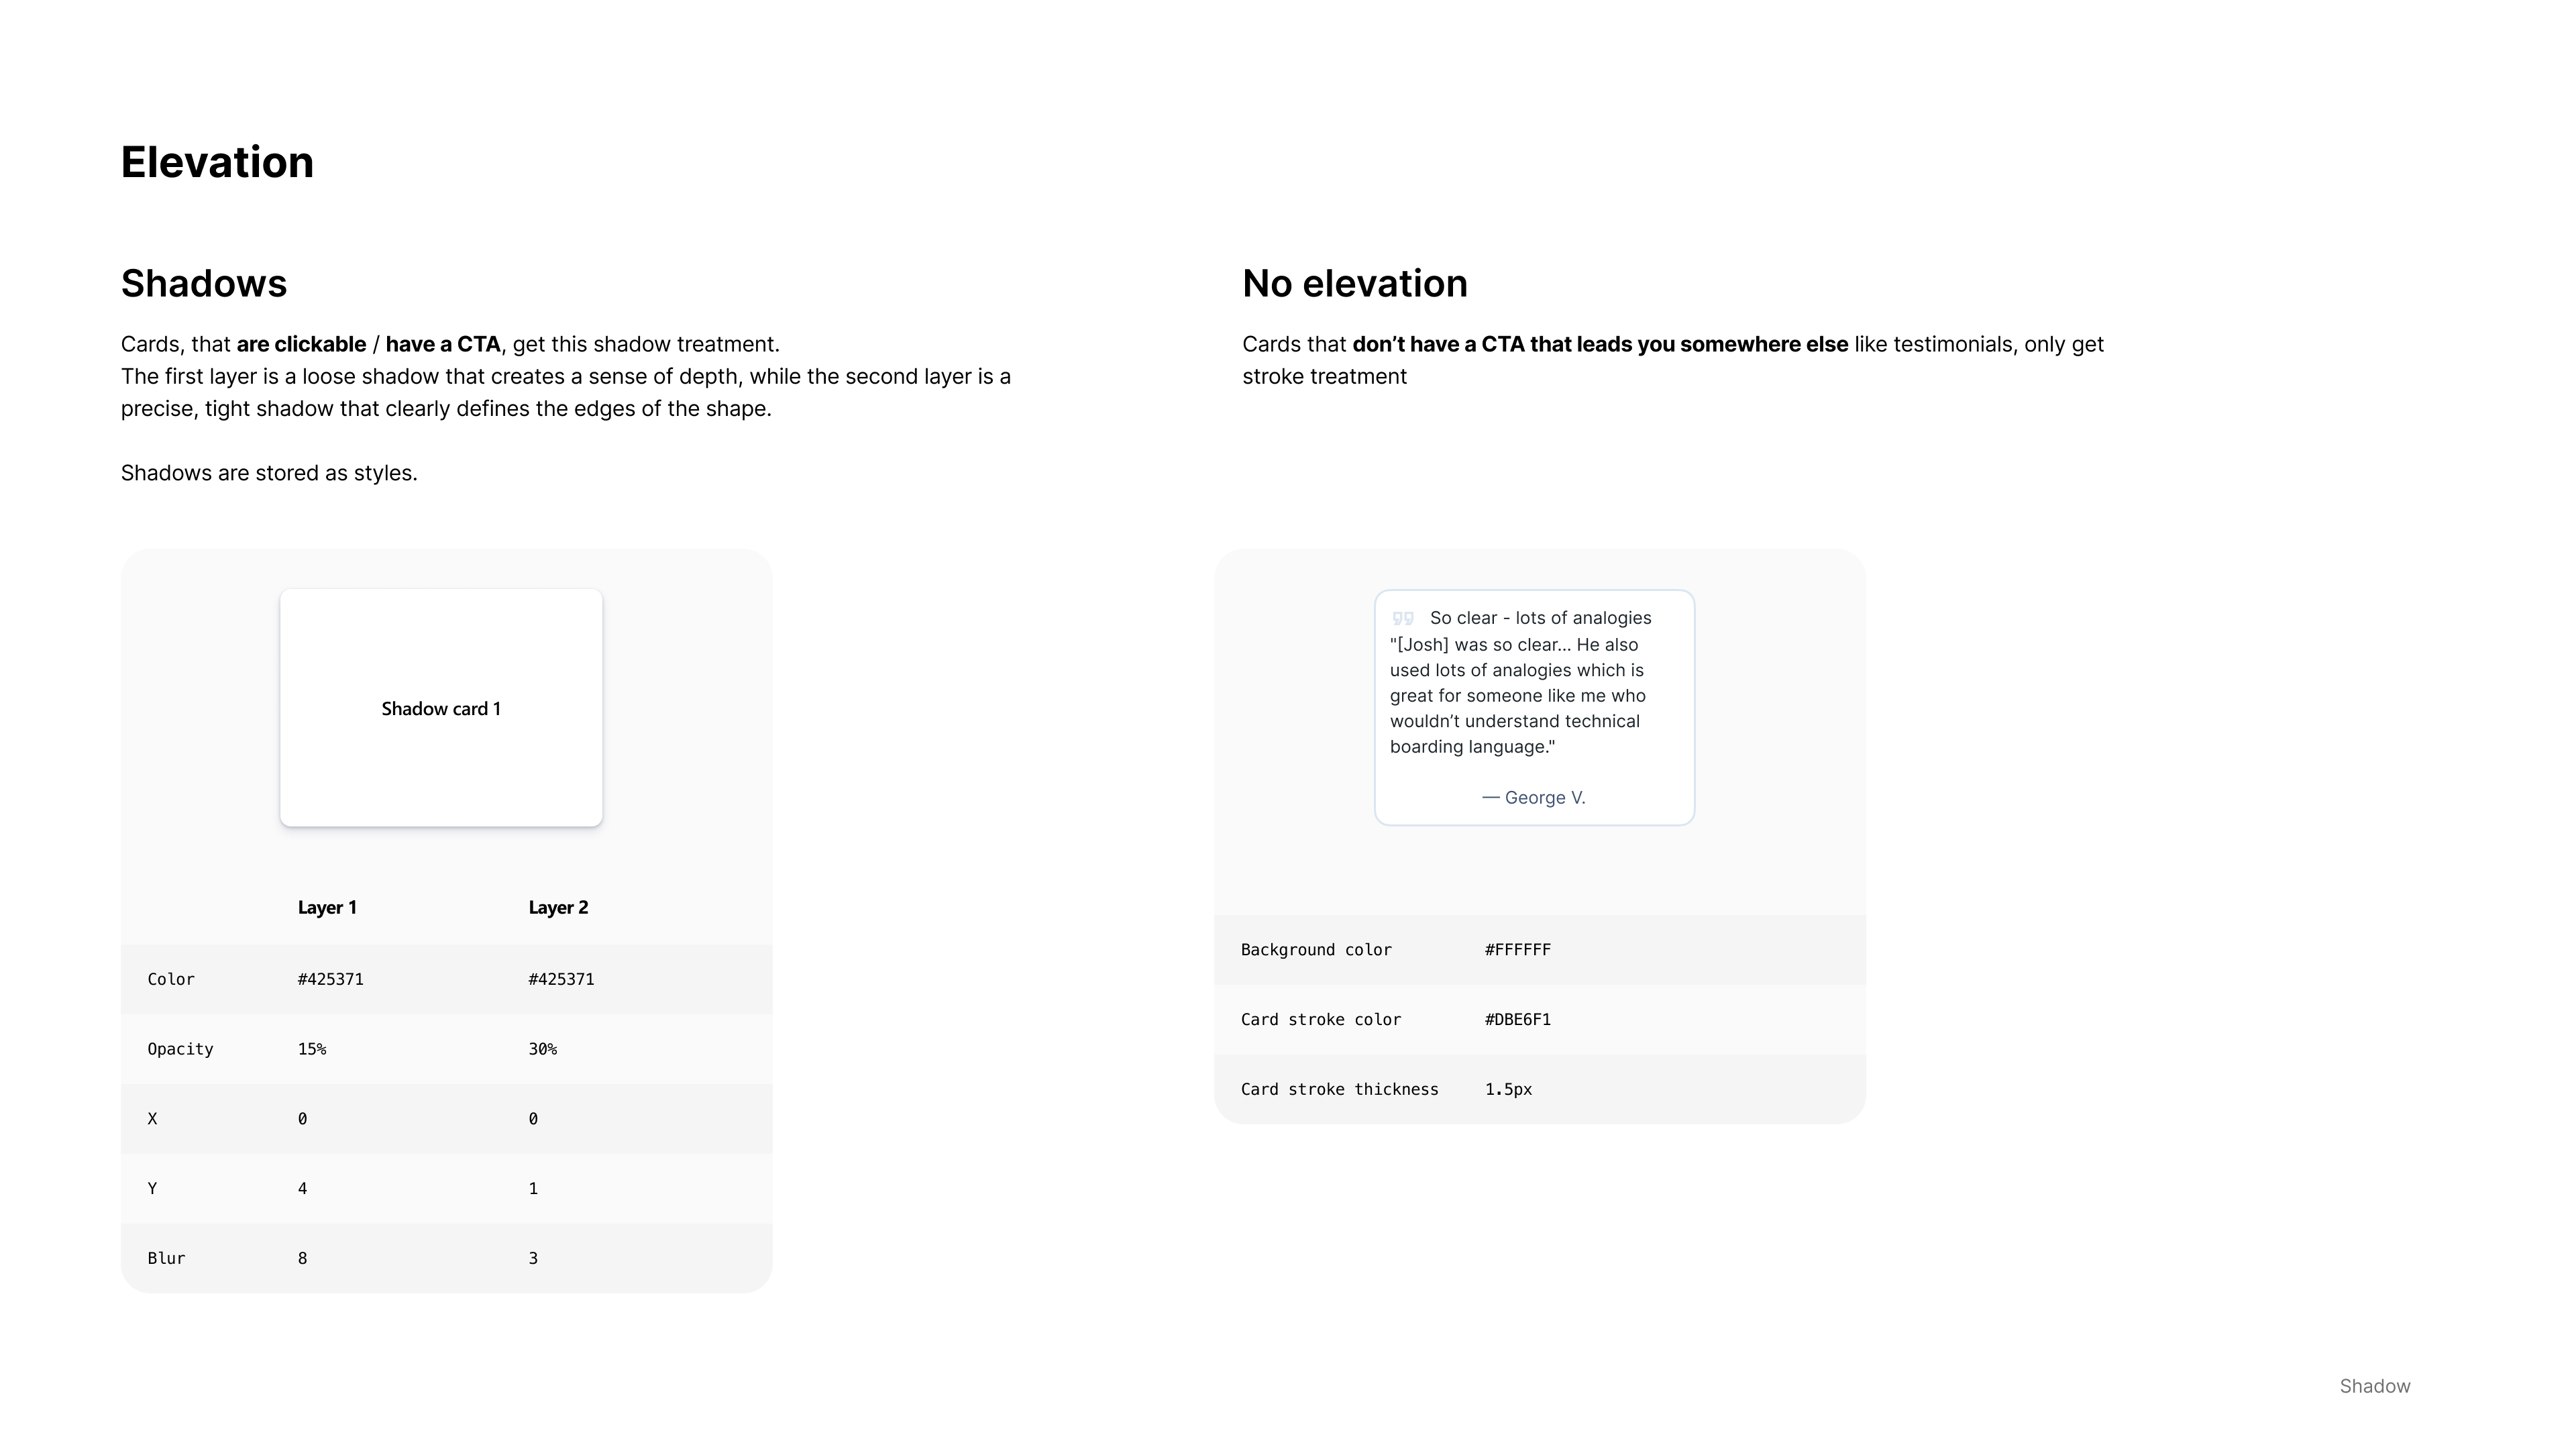 Elevation
Shadows
Cards, that are clickable / have a CTA, get this shadow treatment.
The first layer is a loose shadow that creates a sense of depth, while the second layer is a
precise, tight shadow that clearly defines the edges of the shape.
Shadows are stored as styles.
Shadow card 1
Layer 1 Layer 2
Color #425371 #425371
Opacity 15% 30%
X 0 0
Y 4 1
Blur 8 3
No elevation
Cards that don’t have a CTA that leads you somewhere else like testimonials, only get
stroke treatment
So clear - lots of analogies
"[Josh] was so clear... He also
used lots of analogies which is
great for someone like me who
wouldn’t understand technical
boarding language."
— George V.
Background color #FFFFFF
Card stroke color #DBE6F1
Card stroke thickness 1.5px
Shadow